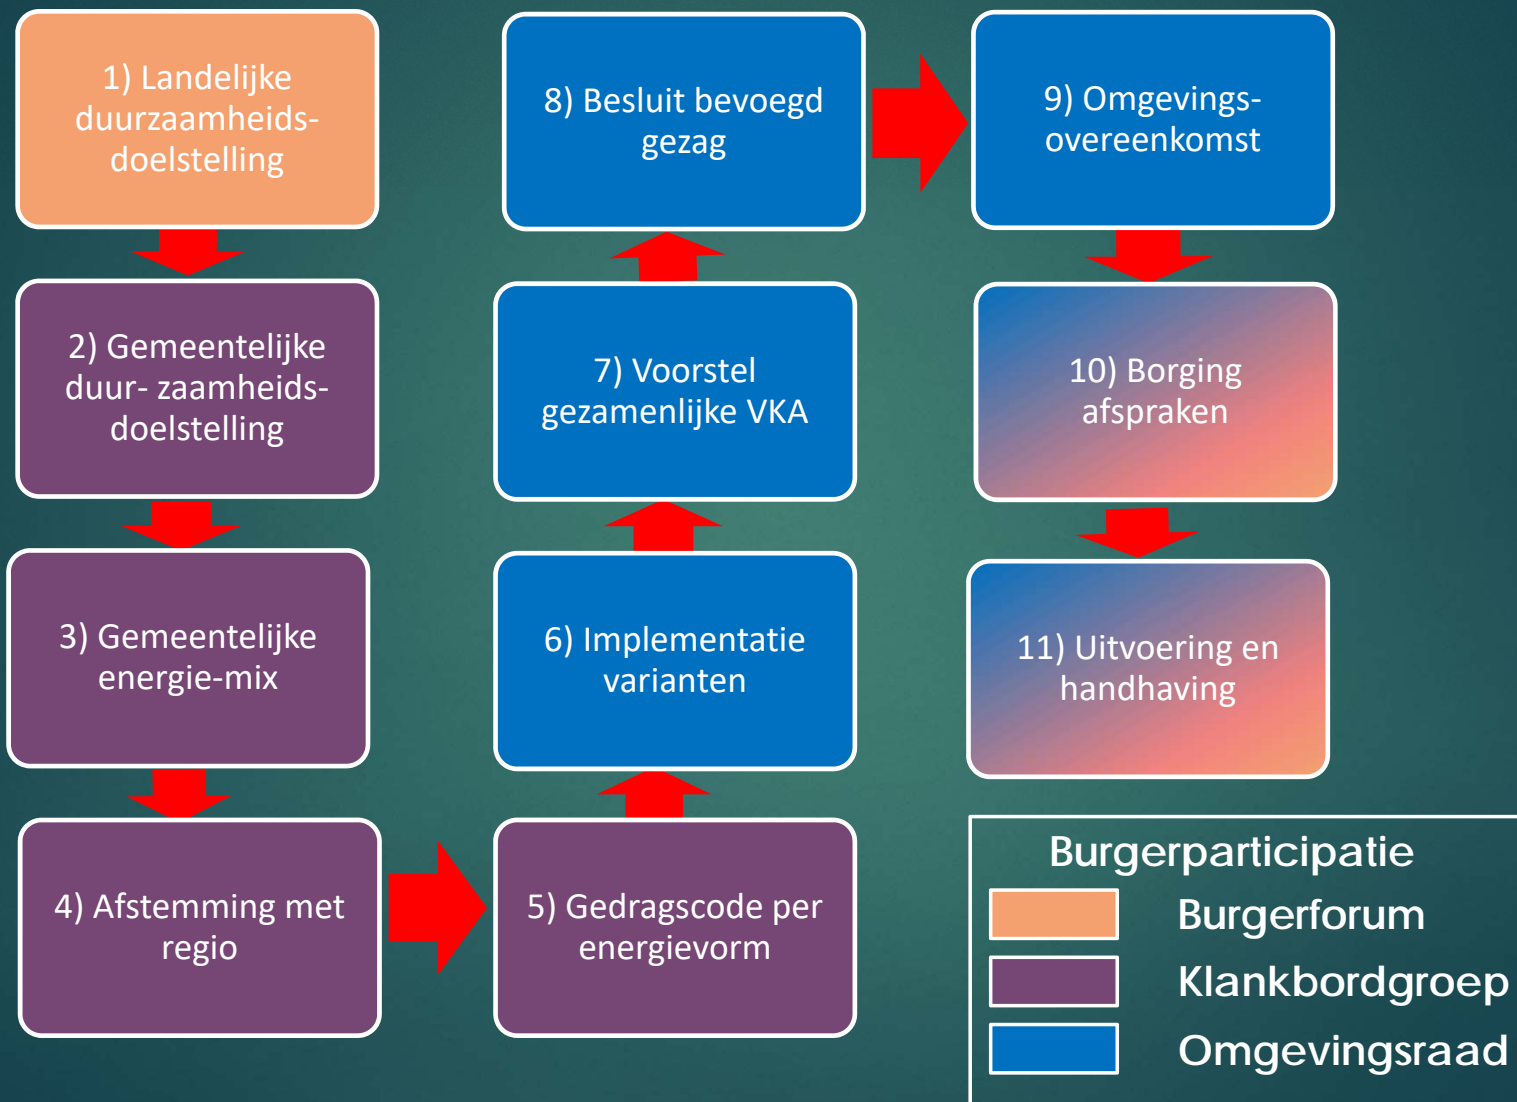 1) Landelijke
duurzaamheids-
doelstelling
2) Gemeentelijke
duur- zaamheids-
doelstelling
3) Gemeentelijke
energie-mix
4) Afstemming met
regio
5) Gedragscode per
energievorm
6) Implementatie
varianten
7) Voorstel
gezamenlijke VKA
8) Besluit bevoegd
gezag
9) Omgevings-
overeenkomst
10) Borging
afspraken
11) Uitvoering en
handhaving
Burgerparticipatie
Burgerforum
Klankbordgroep
Omgevingsraad